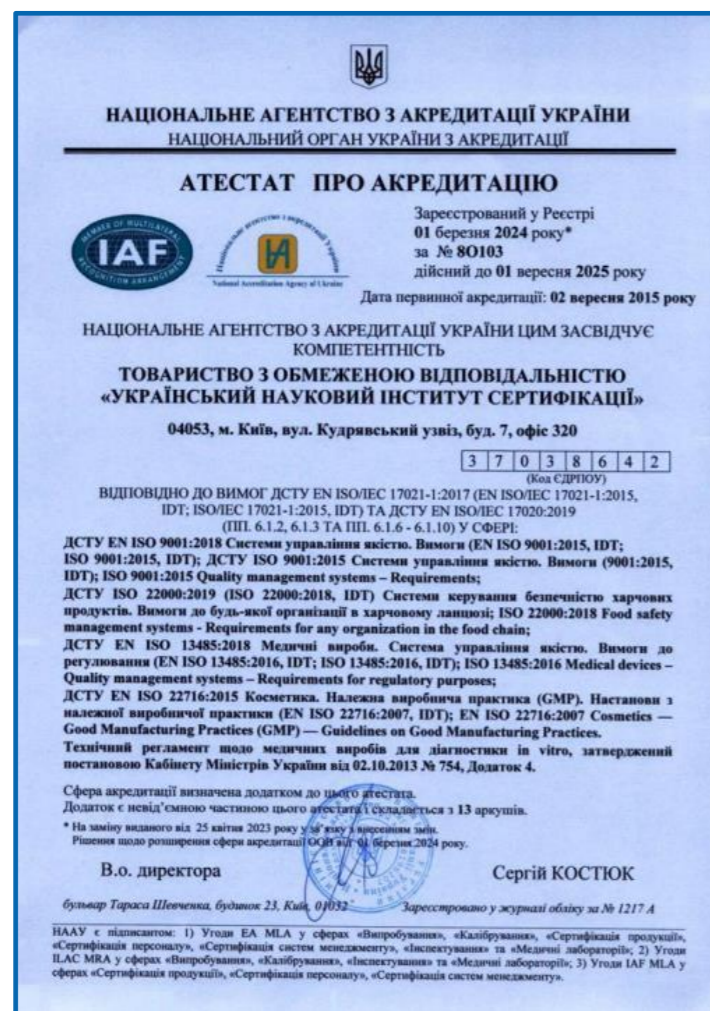 НАЦІОНАЛЬНЕ АГЕНТСТВО З АКРЕДИТАЦІЇ УКРАЇНИ
НАЦІОНАЛЬНИЙ ОРГАН УКРАЇНИ З АКРЕДИТАЦІЇ
АТЕСТАТ ПРО АКРЕДИТАЦІЮ
MEMBER OF MULTILATERAL
IAF
RECOGNITION ARRANGEMENT
Національне агентство з акредитації України
National Accreditation Agency of Ukraine
Зареєстрований у Реєстрі
01 березня 2024 року*
за № 8О103
дійсний до 01 вересня 2025 року
Дата первинної акредитації: 02 вересня 2015 року
НАЦІОНАЛЬНЕ АГЕНТСТВО З АКРЕДИТАЦІЇ УКРАЇНИ ЦИМ ЗАСВІДЧУЄ
КОМПЕТЕНТНІСТЬ
ТОВАРИСТВО З ОБМЕЖЕНОЮ ВІДПОВІДАЛЬНІСТЮ
«УКРАЇНСЬКИЙ НАУКОВИЙ ІНСТИТУТ СЕРТИФІКАЦІЇ»
04053, м. Київ, вул. Кудрявський узвіз, буд. 7, офіс 320
3 7 0 3 8 6 4 2
(Код ЄДРПОУ)
ВІДПОВІДНО ДО ВИМОГ ДСТУ EN ISO/IEC 17021-1:2017 (EN ISO/IEC 17021-1:2015,
IDT; ISO/IEC 17021-1:2015, IDT) ТА ДСТУ EN ISO/IEC 17020:2019
(ПП. 6.1.2, 6.1.3 ТА ПП. 6.1.6 - 6.1.10) У СФЕРІ:
ДСТУ EN ISO 9001:2018 Системи управління якістю. Вимоги (EN ISO 9001:2015, IDT;
ISO 9001:2015, IDT); ДСТУ ISO 9001:2015 Системи управління якістю. Вимоги (9001:2015,
IDT); ISO 9001:2015 Quality management systems – Requirements;
ДСТУ ISO 22000:2019 (ISO 22000:2018, IDT) Системи керування безпечністю харчових
продуктів. Вимоги до будь-якої організації в харчовому ланцюзі; ISO 22000:2018 Food safety
management systems - Requirements for any organization in the food chain;
ДСТУ EN ISO 13485:2018 Медичні вироби. Система управління якістю. Вимоги до
регулювання (EN ISO 13485:2016, IDT; ISO 13485:2016, IDT); ISO 13485:2016 Medical devices –
Quality management systems – Requirements for regulatory purposes;
ДСТУ EN ISO 22716:2015 Косметика. Належна виробнича практика (GMP). Настанови з
належної виробничої практики (EN ISO 22716:2007, IDT); EN ISO 22716:2007 Cosmetics —
Good Manufacturing Practices (GMP) — Guidelines on Good Manufacturing Practices.
Технічний регламент щодо медичних виробів для діагностики in vitro, затверджений
постановою Кабінету Міністрів України від 02.10.2013 № 754, Додаток 4.
Сфера акредитації визначена додатком до цього атестата.
Додаток є невід’ємною частиною цього атестата і складається з 13 аркушів.
* На заміну виданого від 25 квітня 2023 року у зв’язку з внесенням змін.
Рішення щодо розширення сфери акредитації ООВ від 01 березня 2024 року.
В.о. директора
Сергій КОСТЮК
бульвар Тараса Шевченка, будинок 23, Київ, 01032
Зареєстровано у журналі обліку за № 1217 А
НААУ є підписантом: 1) Угоди EA MLA у сферах «Випробування», «Калібрування», «Сертифікація продукції»,
«Сертифікація персоналу», «Сертифікація систем менеджменту», «Інспектування» та «Медичні лабораторії»; 2) Угоди
ILAC MRA у сферах «Випробування», «Калібрування», «Інспектування» та «Медичні лабораторії»; 3) Угоди IAF MLA у
сферах «Сертифікація продукції», «Сертифікація персоналу», «Сертифікація систем менеджменту».